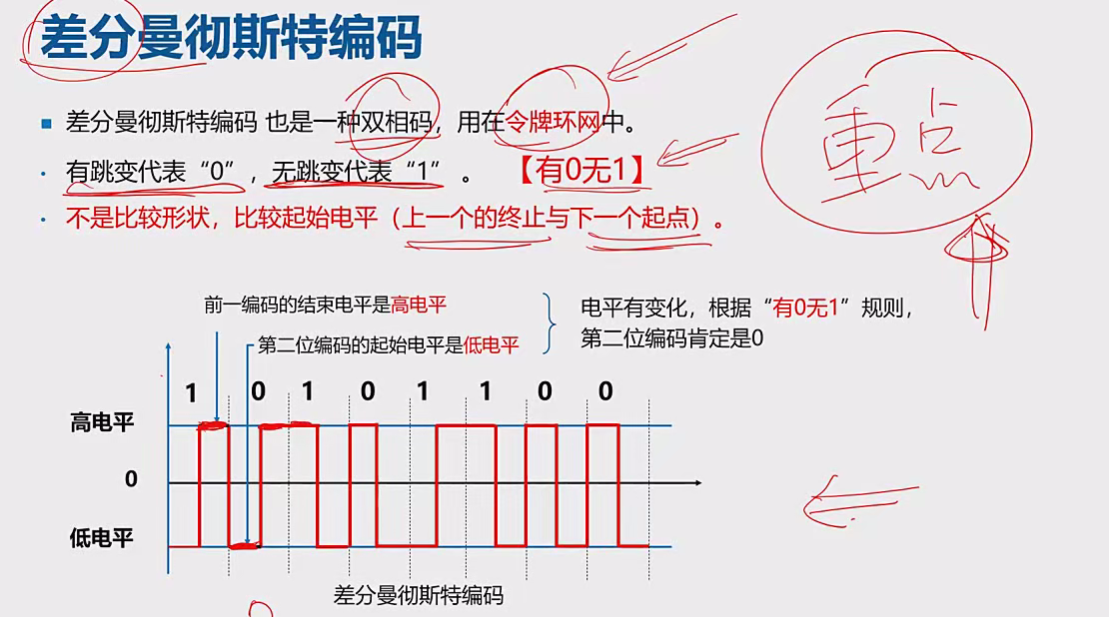 差分曼彻斯特编码
差分曼彻斯特编码 也是一种双相码，用在令牌环网中。
有跳变代表“0”，无跳变代表“1”。 【有0无1】
不是比较形状，比较起始电平（上一个的终止与下一个起点）。
重点
前一编码的结束电平是高电平
第二位编码的起始电平是低电平
电平有变化，根据“有0无1”规则，
第二位编码肯定是0
1 0 1 0 1 1 0 0
高电平
0
低电平
差分曼彻斯特编码